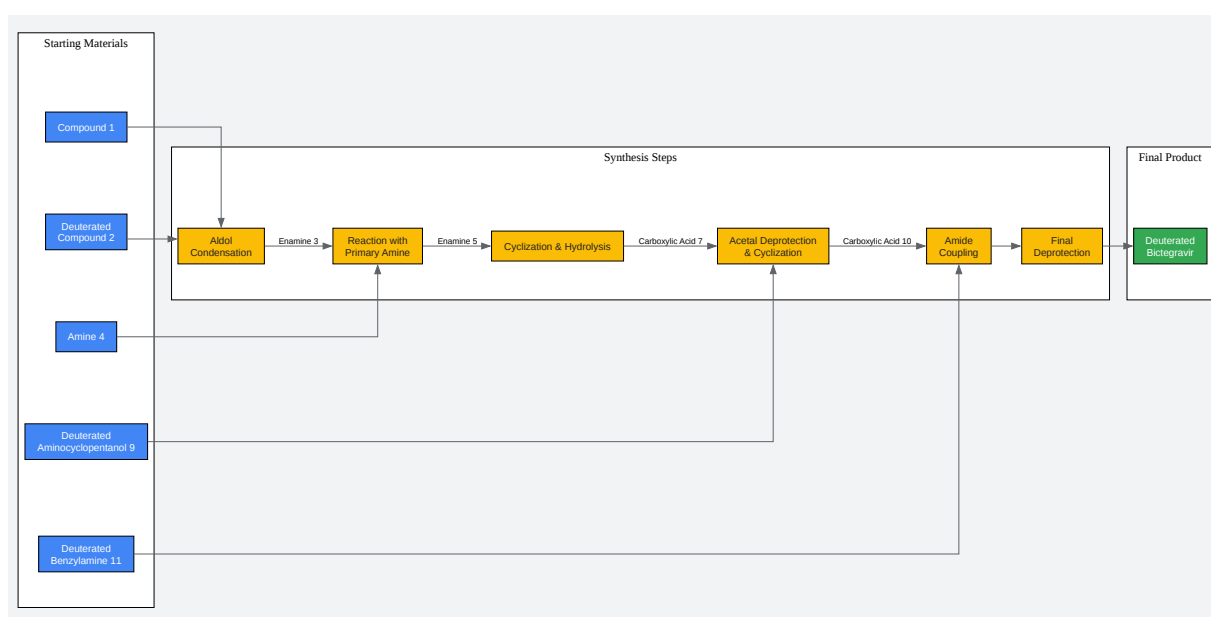 Starting Materials
Compound 1
Deuterated
Compound 2
Amine 4
Deuterated
Aminocyclopentanol 9
Deuterated
Benzylamine 11
Synthesis Steps
Aldol
Condensation
Enamine 3
Reaction with
Primary Amine
Enamine 5
Cyclization & Hydrolysis
Carboxylic Acid 7
Acetal Deprotection
& Cyclization
Carboxylic Acid 10
Amide
Coupling
Final
Deprotection
Final Product
Deuterated
Bictegravir